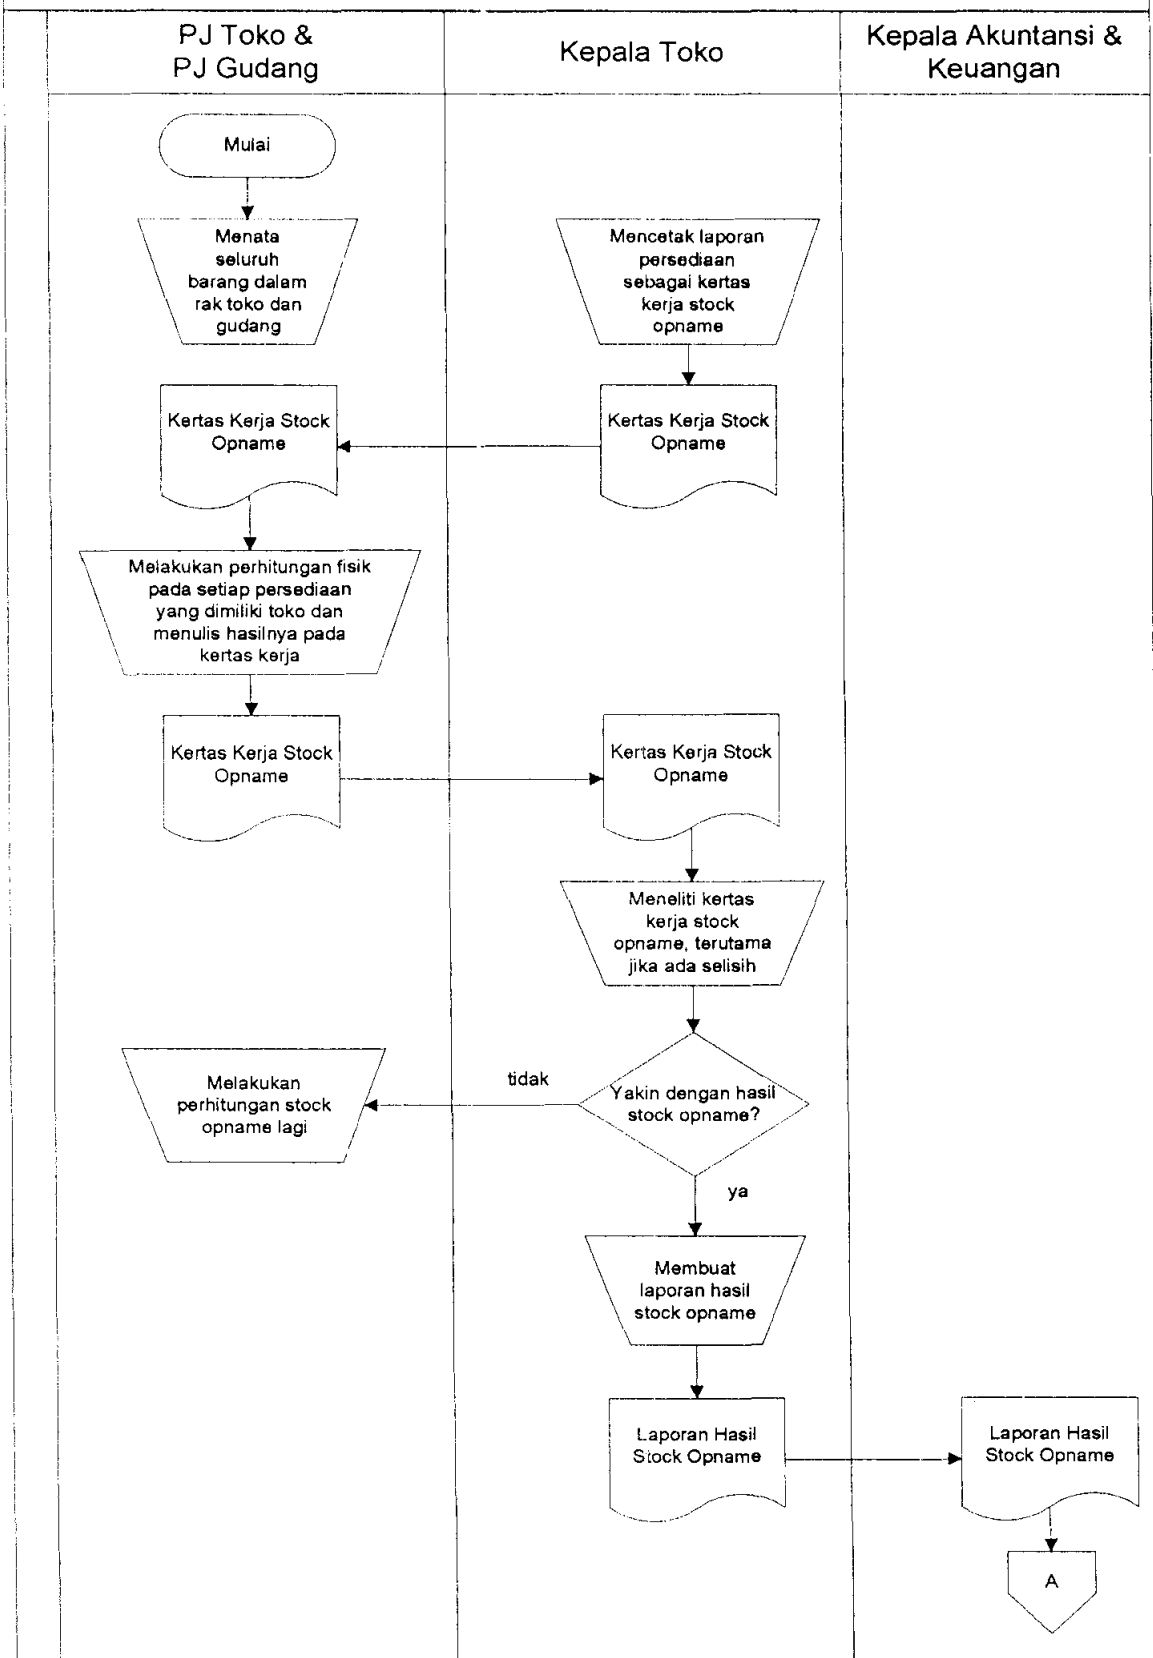 PJ Toko &
PJ Gudang
Kepala Toko
Kepala Akuntansi &
Keuangan
Mulai
Menata
seluruh
barang dalam
rak toko dan
gudang
Mencetak laporan
persediaan
sebagai kertas
kerja stock
opname
Kertas Kerja Stock
Opname
Kertas Kerja Stock
Opname
Melakukan perhitungan fisik
pada setiap persediaan
yang dimiliki toko dan
menulis hasilnya pada
kertas kerja
Kertas Kerja Stock
Opname
Kertas Kerja Stock
Opname
Meneliti kertas
kerja stock
opname, terutama
jika ada selisih
Yakin dengan hasil
stock opname?
tidak
Melakukan
perhitungan stock
opname lagi
ya
Membuat
laporan hasil
stock opname
Laporan Hasil
Stock Opname
Laporan Hasil
Stock Opname
A